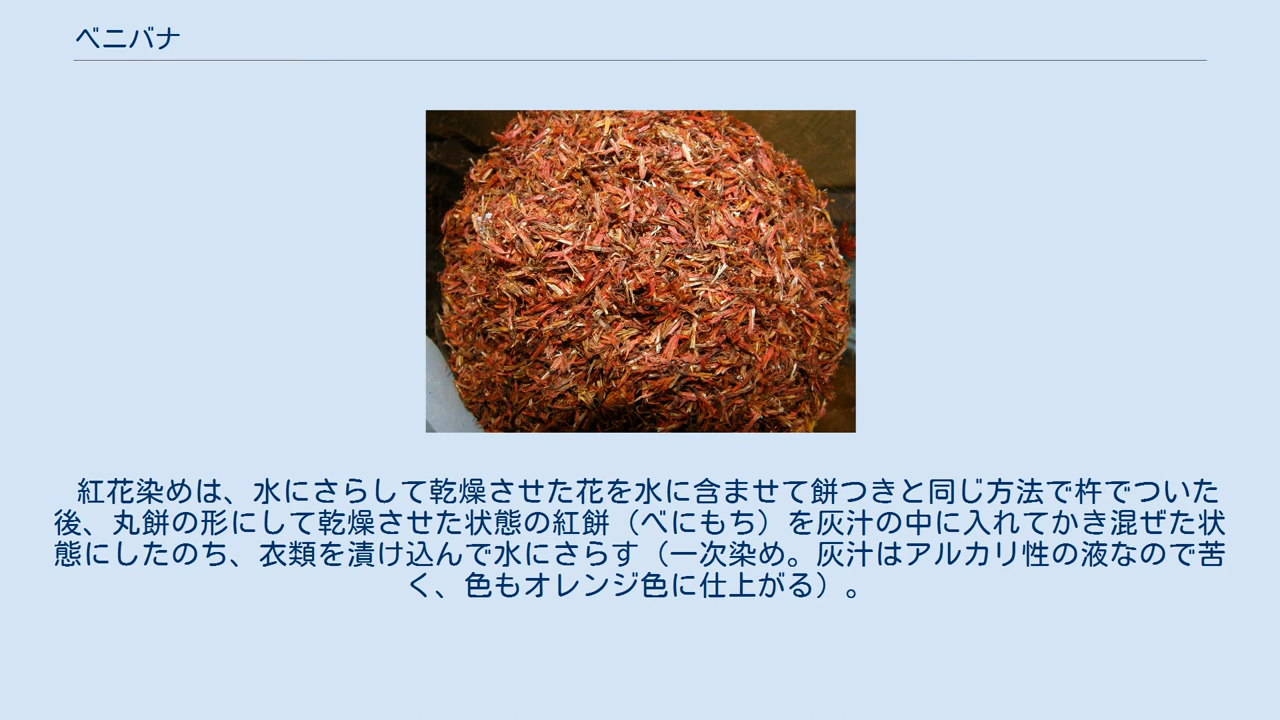 ベニバナ
紅花染めは、水にさらして乾燥させた花を水に含ませて餅つきと同じ方法で杵でついた
後、丸餅の形にして乾燥させた状態の紅餅（べにもち）を灰汁の中に入れてかき混ぜた状
態にしたのち、衣類を漬け込んで水にさらす（一次染め。灰汁はアルカリ性の液なので苦
く、色もオレンジ色に仕上がる）。